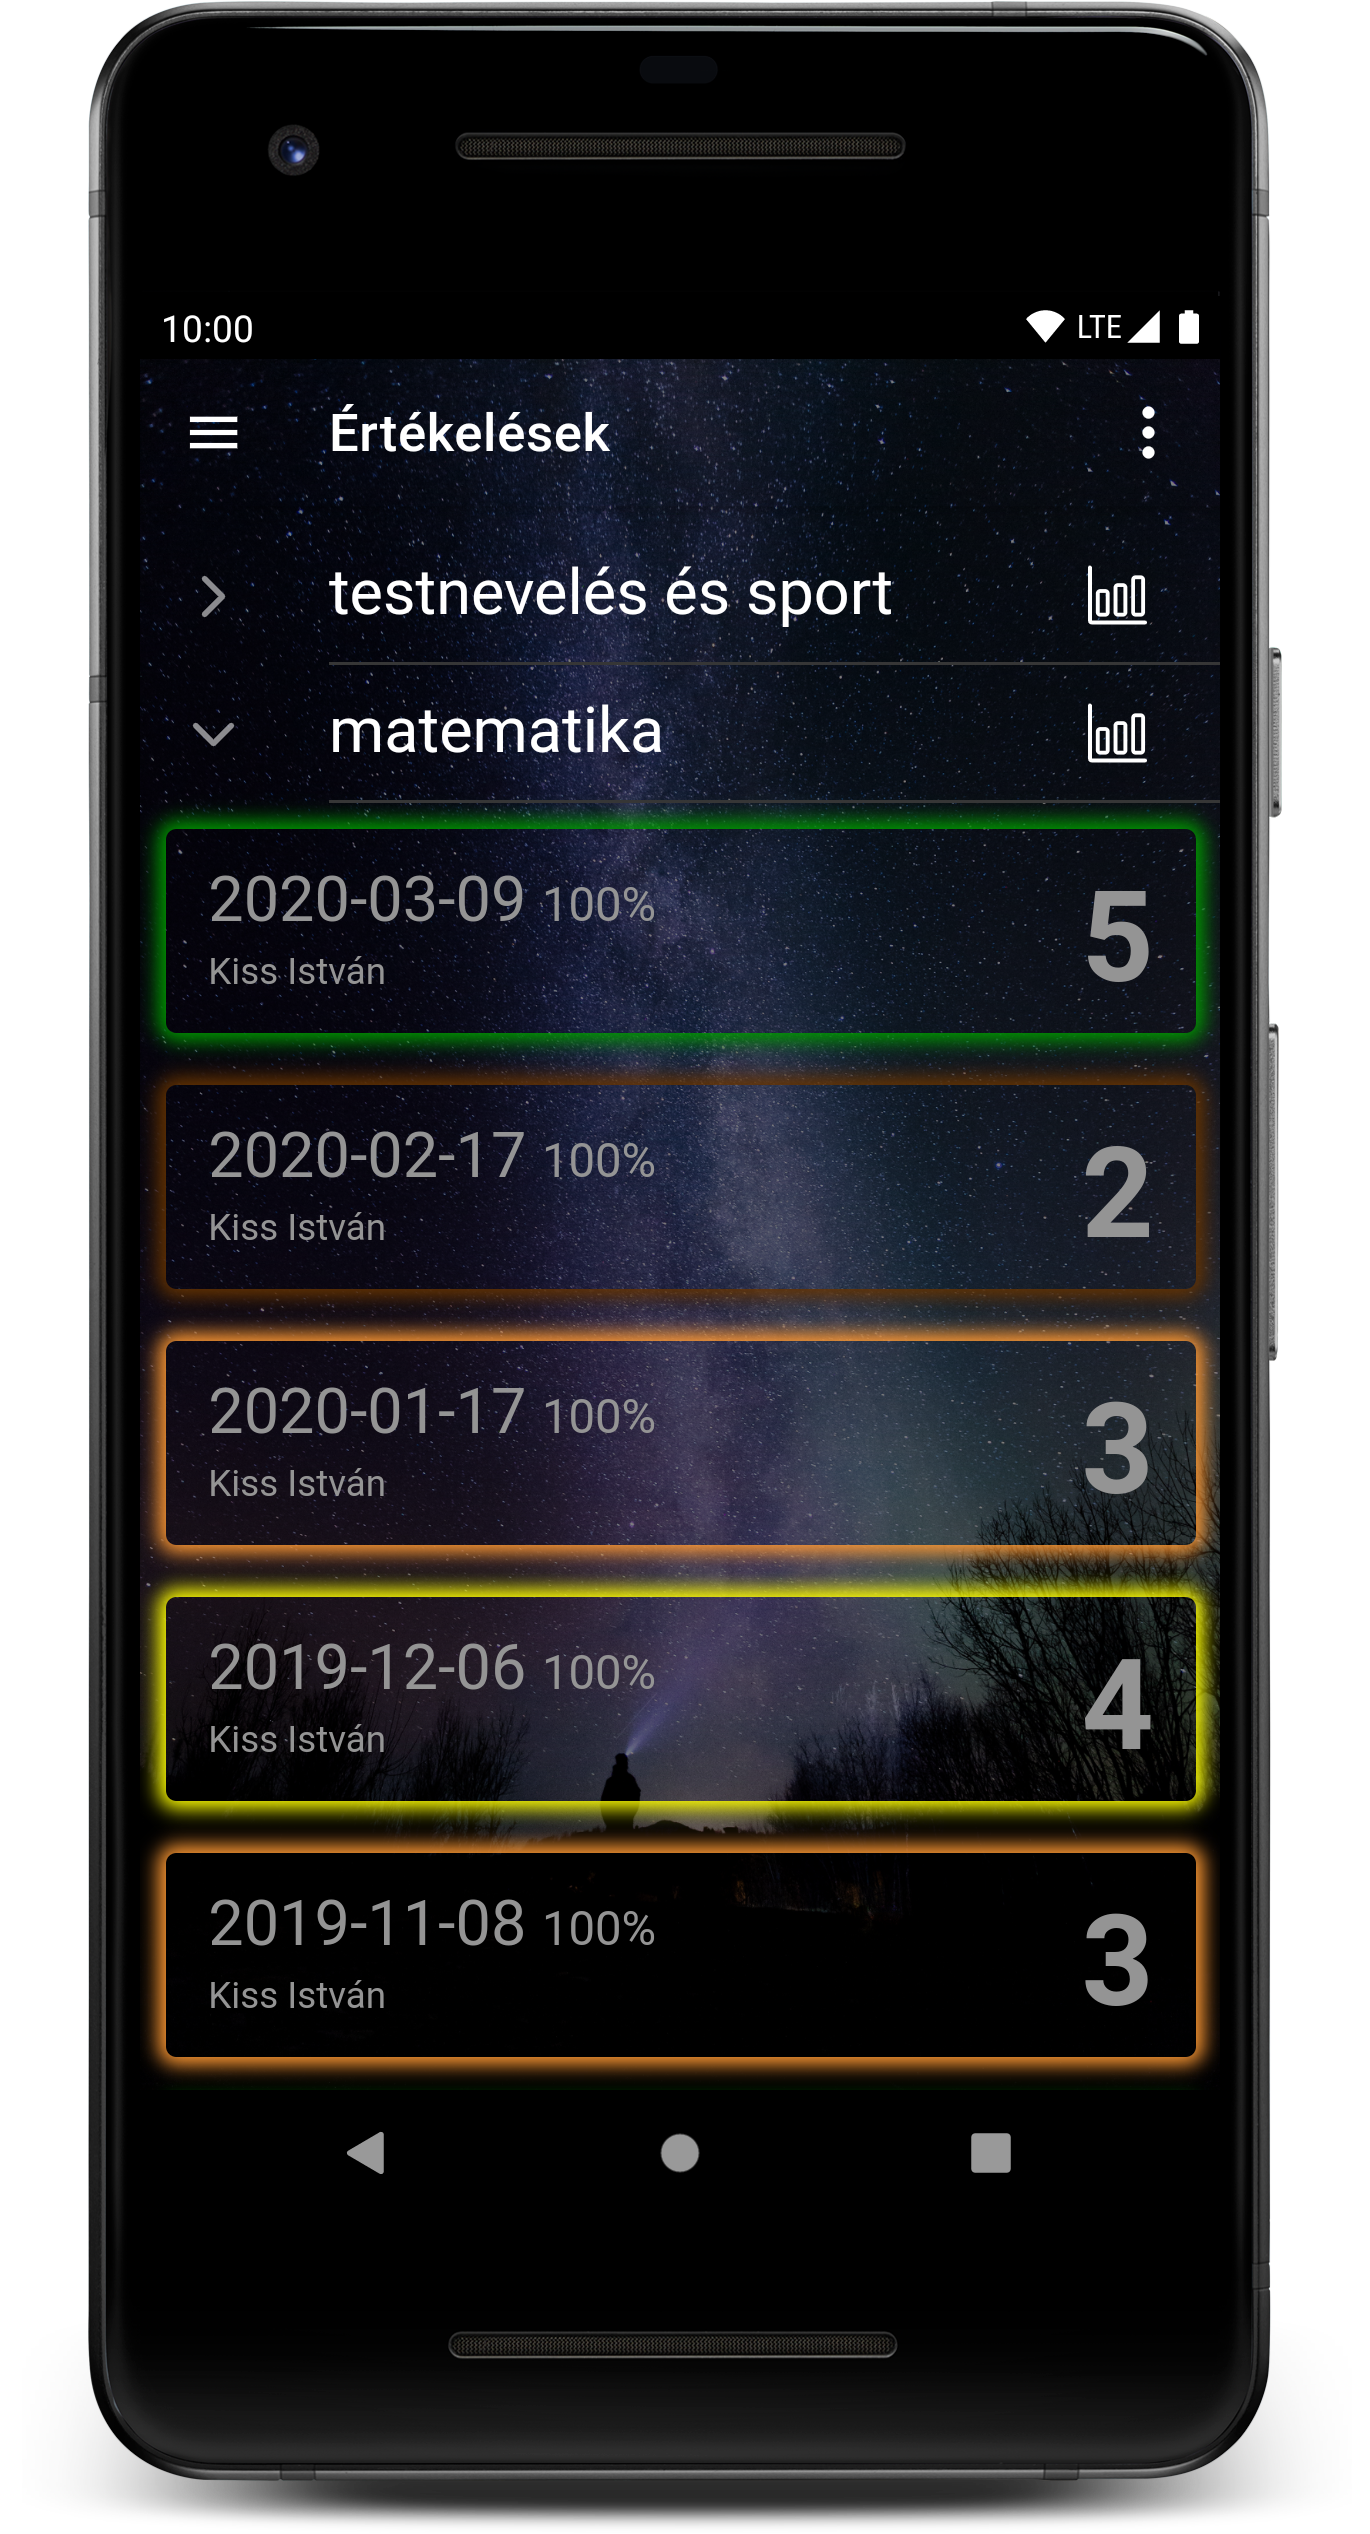 10:00 LTE
Értékelések
testnevelés és sport
matematika
2020-03-09 100%
Kiss István
5
2020-02-17 100%
Kiss István
2
2020-01-17 100%
Kiss István
3
2019-12-06 100%
Kiss István
4
2019-11-08 100%
Kiss István
3